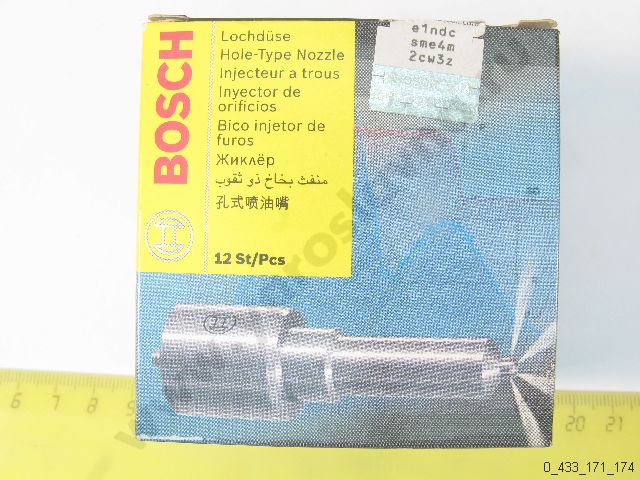 BOSCH
Lochdüse
Hole-Type Nozzle
Injecteur a trous
Inyector de
orificios
Bico injetor de
furos
Жиклёр
منفث بخاخ ذو ثقوب
孔式喷油嘴
12 St/Pcs
e1ndc
sme4m
2cw3z
6 7 8 9 20 21
0_433_171_174